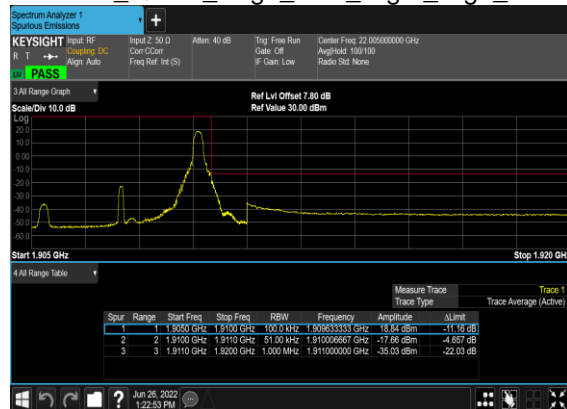 Spectrum Analyzer 1
Spurious Emissions
KEYSIGHT Input: RF Input Z: 50 Ω Atten: 40 dB Trig: Free Run Center Freq: 22.005000000 GHz
R T Coupling: DC Corr CCorr Gate: Off Avg|Hold: 100/100
Align: Auto Freq Ref: Int (S) IF Gain: Low Radio Std: None
PASS
3 All Range Graph
Ref Lvl Offset 7.80 dB
Scale/Div 10.0 dB Ref Value 30.00 dBm
Log
20.0
10.0
0.00
-10.0
-20.0
-30.0
-40.0
-50.0
-60.0
Start 1.905 GHz Stop 1.920 GH
4 All Range Table
Measure Trace Trace 1
Trace Type Trace Average (Active)
Spur Range Start Freq Stop Freq RBW Frequency Amplitude ΔLimit
1 1 1.9050 GHz 1.9100 GHz 100.0 kHz 1.909633333 GHz 18.84 dBm -11.16 dB
2 2 1.9100 GHz 1.9110 GHz 51.00 kHz 1.910006667 GHz -17.66 dBm -4.657 dB
3 3 1.9110 GHz 1.9200 GHz 1.000 MHz 1.911000000 GHz -35.03 dBm -22.03 dB
Jun 26, 2022
1:22:53 PM